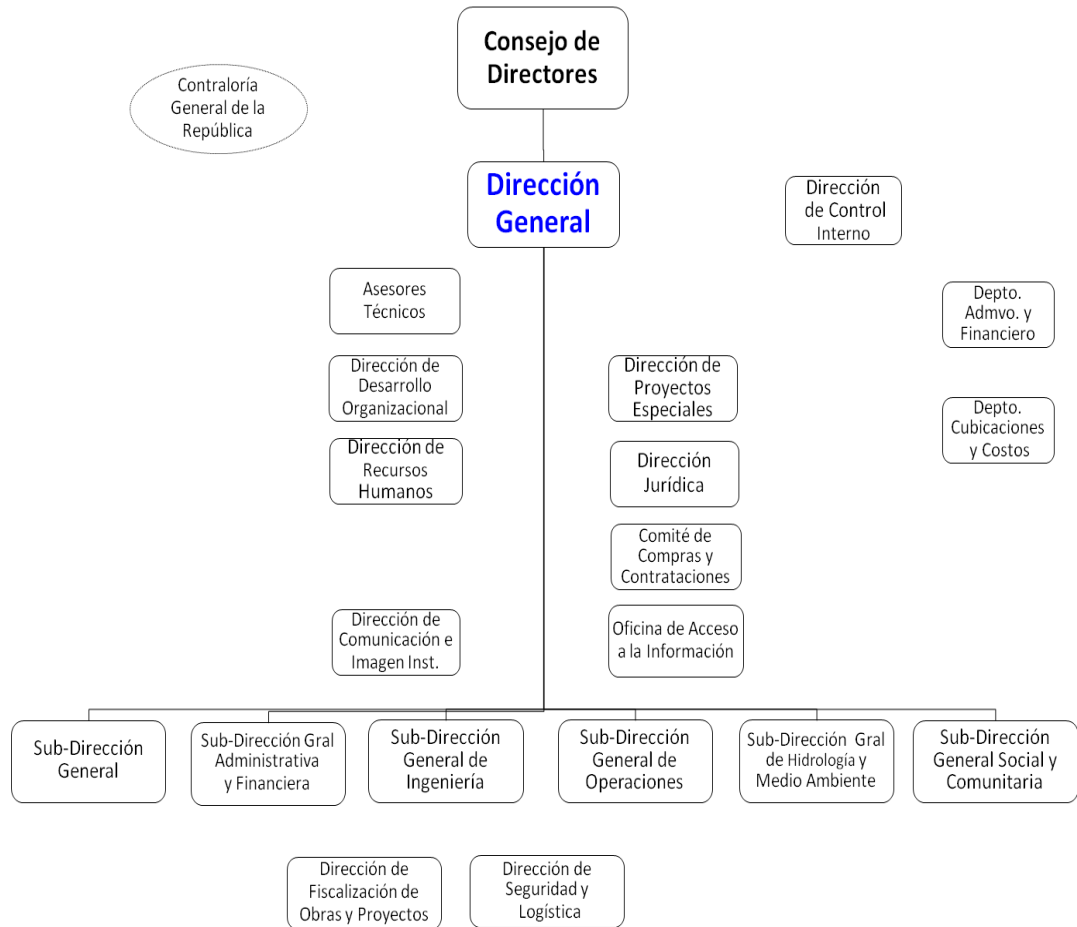 Consejo de
Directores
Contraloría
General de la
República
Dirección
General
Dirección
de Control
Interno
Asesores
Técnicos
Depto.
Admvo. y
Financiero
Dirección de
Desarrollo
Organizacional
Dirección de
Proyectos
Especiales
Depto.
Cubicaciones
y Costos
Dirección de
Recursos
Humanos
Dirección
Jurídica
Comité de
Compras y
Contrataciones
Dirección de
Comunicación e
Imagen Inst.
Oficina de Acceso
a la Información
Sub-Dirección
General
Sub-Dirección Gral
Administrativa
y Financiera
Sub-Dirección
General de
Ingeniería
Sub-Dirección
General de
Operaciones
Sub-Dirección Gral
de Hidrología y
Medio Ambiente
Sub-Dirección
General Social y
Comunitaria
Dirección de
Fiscalización de
Obras y Proyectos
Dirección de
Seguridad y
Logística